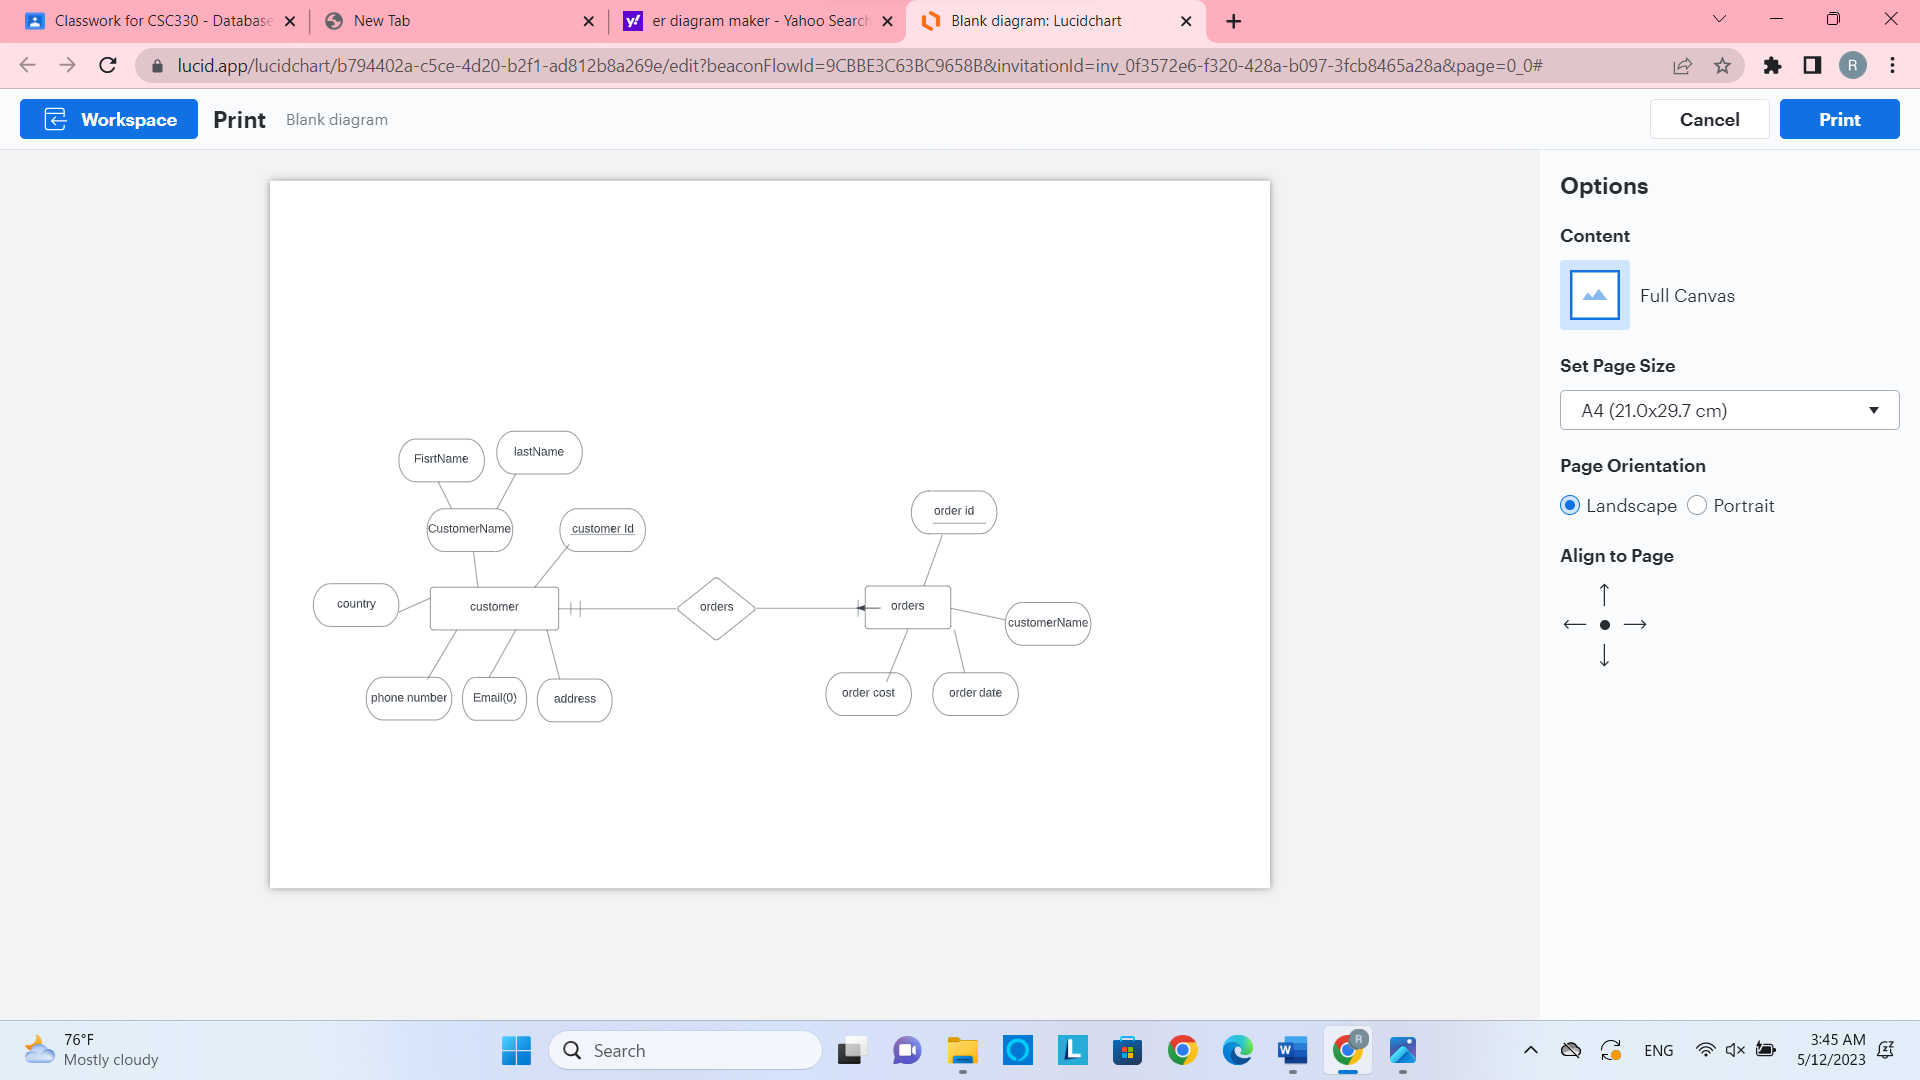 Classwork for CSC330 - Database
New Tab
y!
er diagram maker - Yahoo Search
Blank diagram: Lucidchart
lucid.app/lucidchart/b794402a-c5ce-4d20-b2f1-ad812b8a269e/edit?beaconFlowId=9CBBE3C63BC9658B&invitationId=inv_0f3572e6-f320-428a-b097-3fcb8465a28a&page=0_0#
R
Workspace
Print
Blank diagram
Cancel
Print
FisrtName
lastName
CustomerName
customer Id
country
customer
phone number
Email(0)
address
orders
order id
orders
customerName
order cost
order date
Options
Content
Full Canvas
Set Page Size
A4 (21.0x29.7 cm)
Page Orientation
Landscape
Portrait
Align to Page
76°F
Mostly cloudy
Search
L
W
R
ENG
3:45 AM
5/12/2023